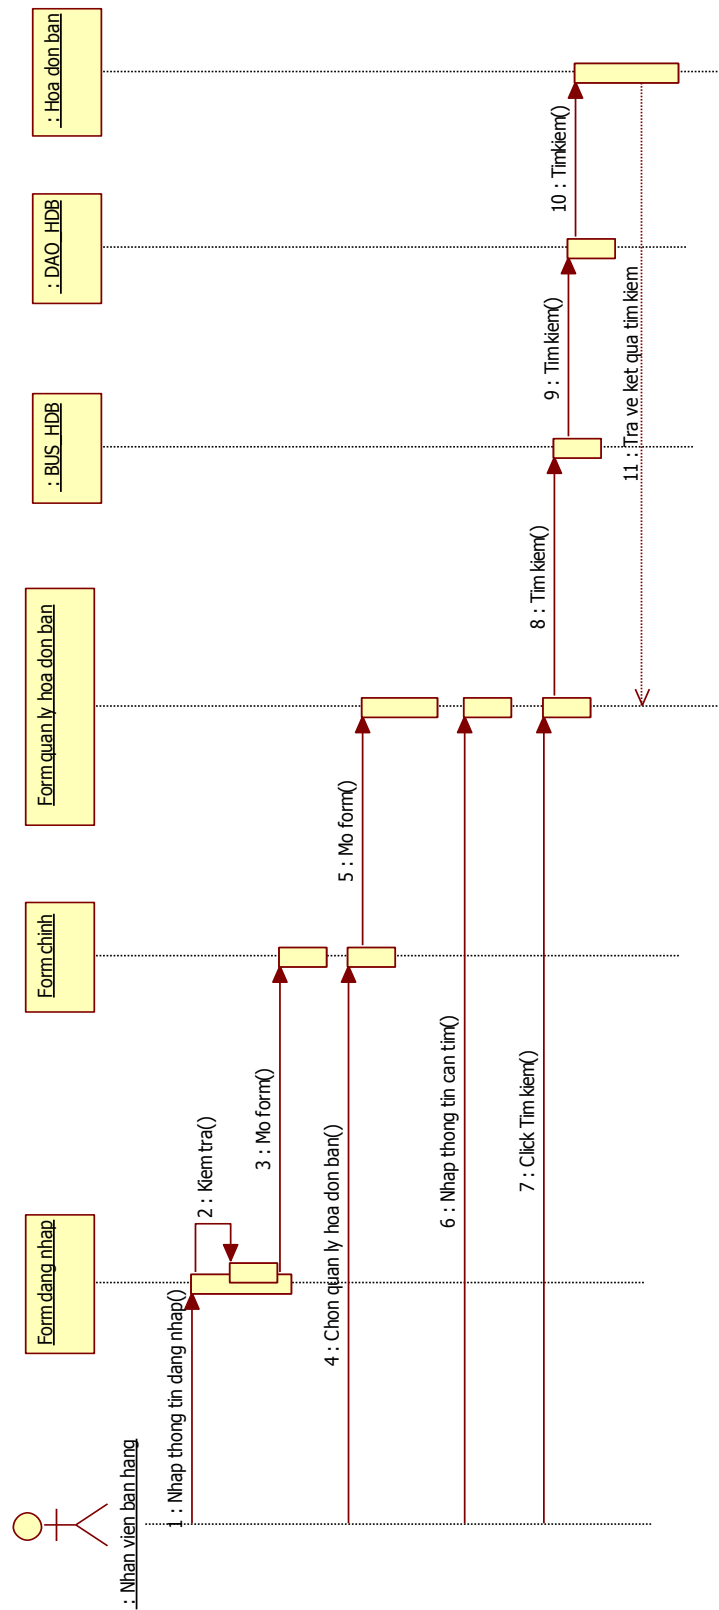 : Nhan vien ban hang
Form dang nhap
Form chinh
Form quan ly hoa don ban
: BUS_HDB
: DAO_HDB
: Hoa don ban
1 : Nhap thong tin dang nhap()
2 : Kiem tra()
3 : Mo form()
4 : Chon quan ly hoa don ban()
5 : Mo form()
6 : Nhap thong tin can tim()
7 : Click Tim kiem()
8 : Tim kiem()
9 : Tim kiem()
10 : Timkiem()
11 : Tra ve ket qua tim kiem